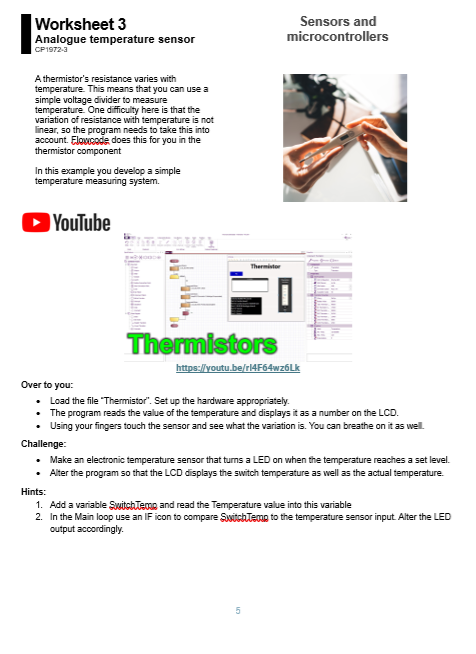 Worksheet 3
Analogue temperature sensor
CP1972-3
Sensors and
microcontrollers
A thermistor's resistance varies with
temperature. This means that you can use a
simple voltage divider to measure
temperature. One difficulty here is that the
variation of resistance with temperature is not
linear, so the program needs to take this into
account. Flowcode does this for you in the
thermistor component
In this example you develop a simple
temperature measuring system.
YouTube
Thermistor
Thermistors
https://youtu.be/rI4F64wz6Lk
Over to you:
• Load the file “Thermistor”. Set up the hardware appropriately.
• The program reads the value of the temperature and displays it as a number on the LCD.
• Using your fingers touch the sensor and see what the variation is. You can breathe on it as well.
Challenge:
• Make an electronic temperature sensor that turns a LED on when the temperature reaches a set level.
• Alter the program so that the LCD displays the switch temperature as well as the actual temperature.
Hints:
1. Add a variable SwitchTemp and read the Temperature value into this variable
2. In the Main loop use an IF icon to compare SwitchTemp to the temperature sensor input. Alter the LED
output accordingly.
5